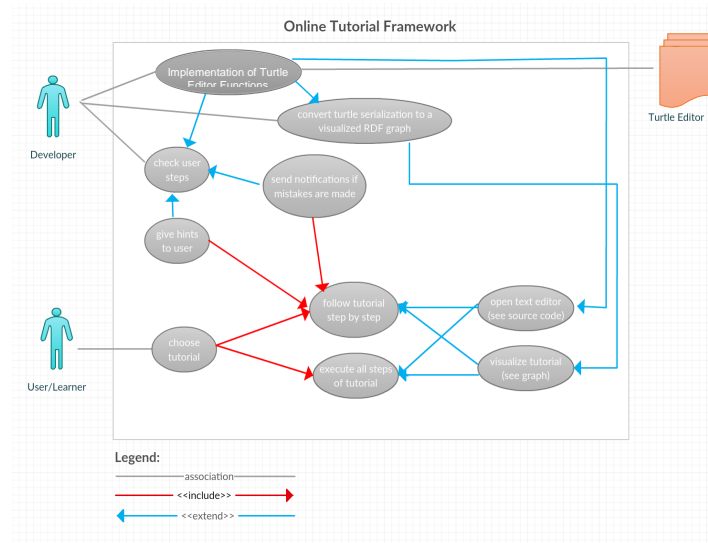 Online Tutorial Framework
Implementation of Turtle
Editor Functions
convert turtle serialization to a
visualized RDF graph
Turtle Editor
Developer
check user
steps
send notifications if
mistakes are made
give hints
to user
follow tutorial
step by step
open text editor
(see source code)
choose
tutorial
execute all steps
of tutorial
visualize tutorial
(see graph)
User/Learner
Legend:
association
<<include>>
<<extend>>